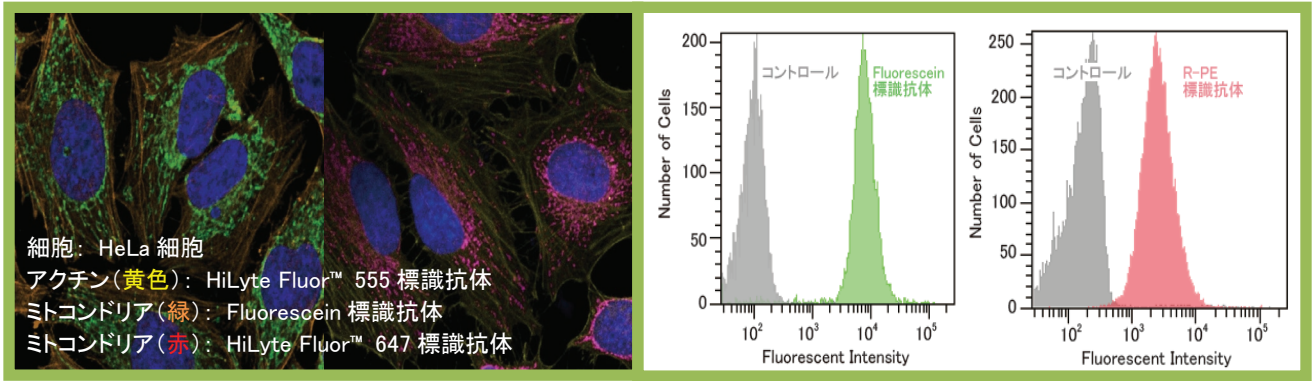 細胞： HeLa 細胞
アクチン（黄色）： HiLyte Fluor™ 555 標識抗体
ミトコンドリア（緑）： Fluorescein 標識抗体
ミトコンドリア（赤）： HiLyte Fluor™ 647 標識抗体
Number of Cells
200
150
100
50
0
コントロール
Fluorescein
標識抗体
10²
10³
10⁴
10⁵
Fluorescent Intensity
Number of Cells
250
200
150
100
50
0
コントロール
R-PE
標識抗体
10²
10³
10⁴
10⁵
Fluorescent Intensity